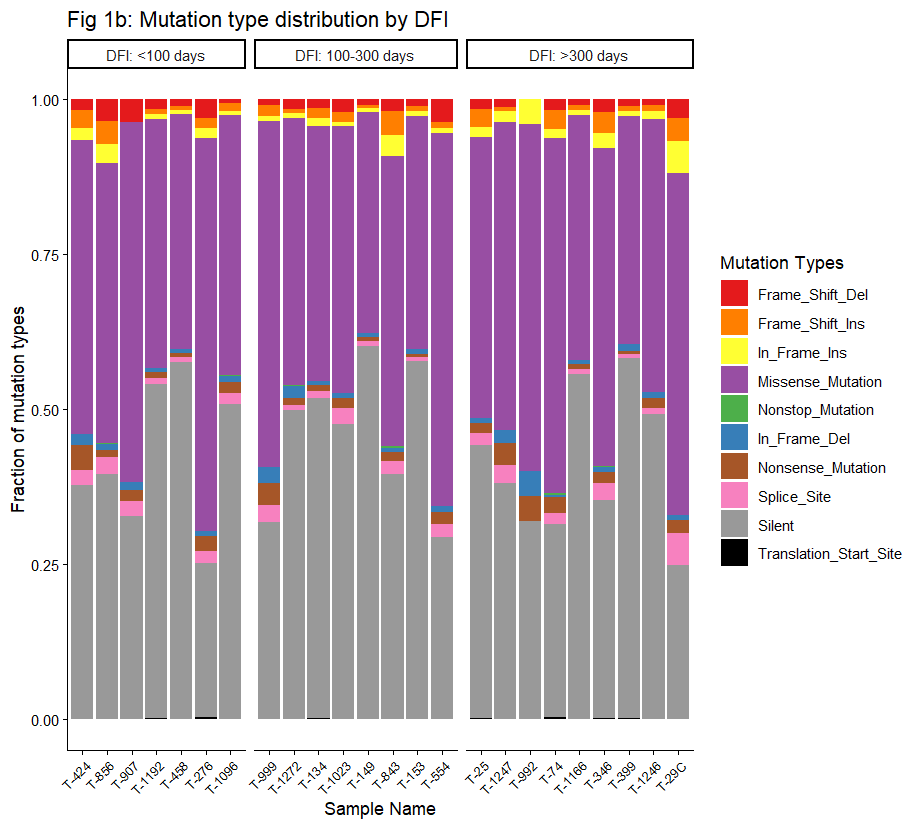 Fig 1b: Mutation type distribution by DFI
DFI: <100 days
DFI: 100-300 days
DFI: >300 days
Fraction of mutation types
1.00
0.75
0.50
0.25
0.00
T-424
T-856
T-907
T-1192
T-458
T-276
T-1096
T-999
T-1272
T-134
T-1023
T-149
T-843
T-153
T-554
T-25
T-1247
T-992
T-74
T-1166
T-346
T-399
T-1246
T-29C
Sample Name
Mutation Types
Frame_Shift_Del
Frame_Shift_Ins
In_Frame_Ins
Missense_Mutation
Nonstop_Mutation
In_Frame_Del
Nonsense_Mutation
Splice_Site
Silent
Translation_Start_Site